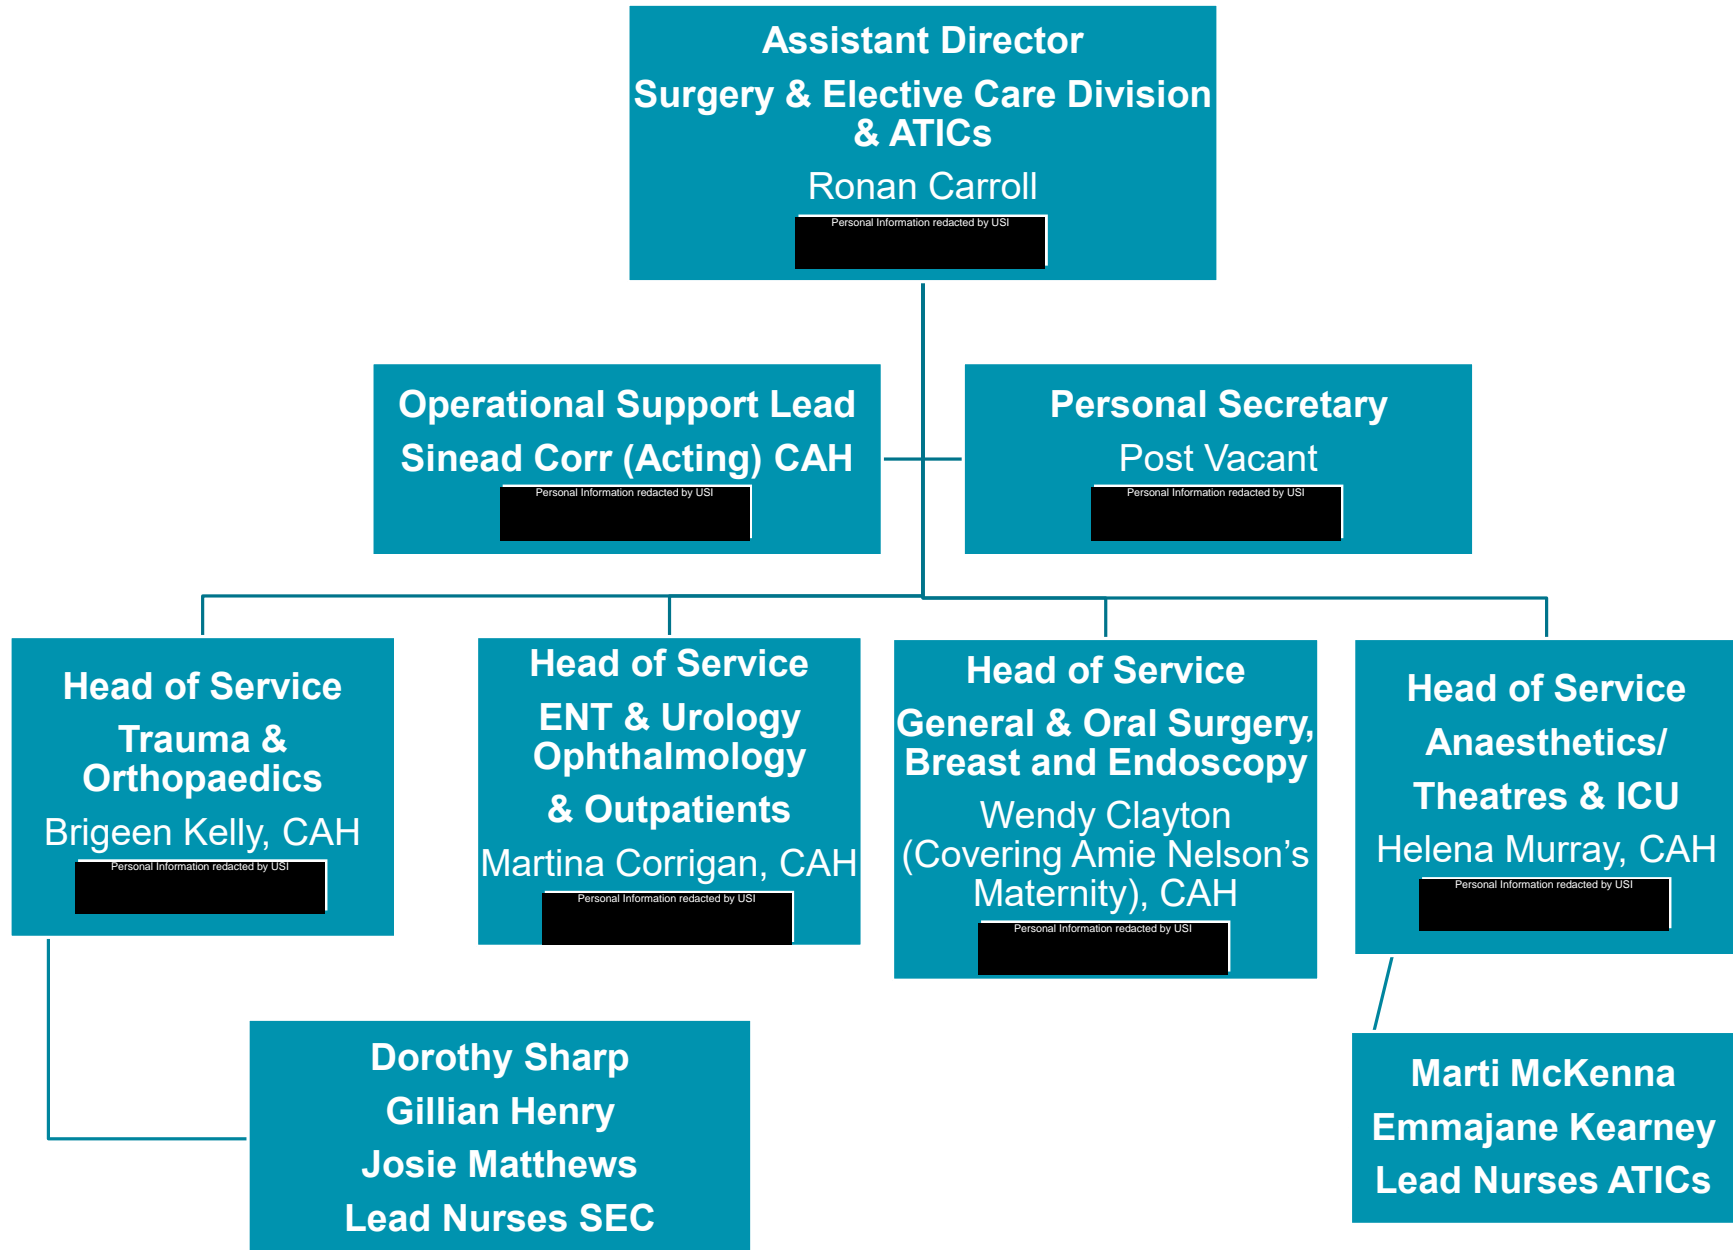 Assistant Director
Surgery & Elective Care Division
& ATICs
Ronan Carroll
Personal Information redacted by USI
Operational Support Lead
Sinead Corr (Acting) CAH
Personal Information redacted by USI
Personal Secretary
Post Vacant
Personal Information redacted by USI
Head of Service
Trauma &
Orthopaedics
Brigeen Kelly, CAH
Personal Information redacted by USI
Head of Service
ENT & Urology
Ophthalmology
& Outpatients
Martina Corrigan, CAH
Personal Information redacted by USI
Head of Service
General & Oral Surgery,
Breast and Endoscopy
Wendy Clayton
(Covering Amie Nelson’s
Maternity), CAH
Personal Information redacted by USI
Head of Service
Anaesthetics/
Theatres & ICU
Helena Murray, CAH
Personal Information redacted by USI
Dorothy Sharp
Gillian Henry
Josie Matthews
Lead Nurses SEC
Marti McKenna
Emmajane Kearney
Lead Nurses ATICs